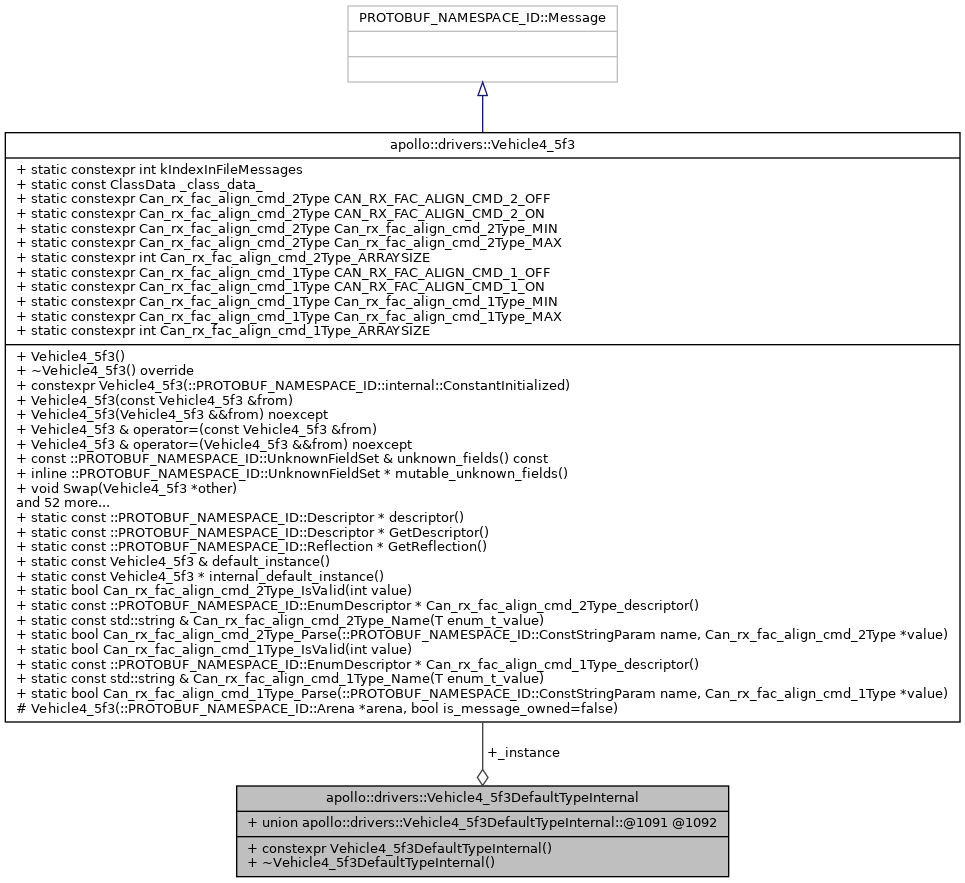 PROTOBUF_NAMESPACE_ID::Message
apollo::drivers::Vehicle4_5f3
+ static constexpr int kIndexInFileMessages
+ static const ClassData _class_data_
+ static constexpr Can_rx_fac_align_cmd_2Type CAN_RX_FAC_ALIGN_CMD_2_OFF
+ static constexpr Can_rx_fac_align_cmd_2Type CAN_RX_FAC_ALIGN_CMD_2_ON
+ static constexpr Can_rx_fac_align_cmd_2Type Can_rx_fac_align_cmd_2Type_MIN
+ static constexpr Can_rx_fac_align_cmd_2Type Can_rx_fac_align_cmd_2Type_MAX
+ static constexpr int Can_rx_fac_align_cmd_2Type_ARRAYSIZE
+ static constexpr Can_rx_fac_align_cmd_1Type CAN_RX_FAC_ALIGN_CMD_1_OFF
+ static constexpr Can_rx_fac_align_cmd_1Type CAN_RX_FAC_ALIGN_CMD_1_ON
+ static constexpr Can_rx_fac_align_cmd_1Type Can_rx_fac_align_cmd_1Type_MIN
+ static constexpr Can_rx_fac_align_cmd_1Type Can_rx_fac_align_cmd_1Type_MAX
+ static constexpr int Can_rx_fac_align_cmd_1Type_ARRAYSIZE
+ Vehicle4_5f3()
+ ~Vehicle4_5f3() override
+ constexpr Vehicle4_5f3(::PROTOBUF_NAMESPACE_ID::internal::ConstantInitialized)
+ Vehicle4_5f3(const Vehicle4_5f3 &from)
+ Vehicle4_5f3(Vehicle4_5f3 &&from) noexcept
+ Vehicle4_5f3 & operator=(const Vehicle4_5f3 &from)
+ Vehicle4_5f3 & operator=(Vehicle4_5f3 &&from) noexcept
+ const ::PROTOBUF_NAMESPACE_ID::UnknownFieldSet & unknown_fields() const
+ inline ::PROTOBUF_NAMESPACE_ID::UnknownFieldSet * mutable_unknown_fields()
+ void Swap(Vehicle4_5f3 *other)
and 52 more...
+ static const ::PROTOBUF_NAMESPACE_ID::Descriptor * descriptor()
+ static const ::PROTOBUF_NAMESPACE_ID::Descriptor * GetDescriptor()
+ static const ::PROTOBUF_NAMESPACE_ID::Reflection * GetReflection()
+ static const Vehicle4_5f3 & default_instance()
+ static const Vehicle4_5f3 * internal_default_instance()
+ static bool Can_rx_fac_align_cmd_2Type_IsValid(int value)
+ static const ::PROTOBUF_NAMESPACE_ID::EnumDescriptor * Can_rx_fac_align_cmd_2Type_descriptor()
+ static const std::string & Can_rx_fac_align_cmd_2Type_Name(T enum_t_value)
+ static bool Can_rx_fac_align_cmd_2Type_Parse(::PROTOBUF_NAMESPACE_ID::ConstStringParam name, Can_rx_fac_align_cmd_2Type *value)
+ static bool Can_rx_fac_align_cmd_1Type_IsValid(int value)
+ static const ::PROTOBUF_NAMESPACE_ID::EnumDescriptor * Can_rx_fac_align_cmd_1Type_descriptor()
+ static const std::string & Can_rx_fac_align_cmd_1Type_Name(T enum_t_value)
+ static bool Can_rx_fac_align_cmd_1Type_Parse(::PROTOBUF_NAMESPACE_ID::ConstStringParam name, Can_rx_fac_align_cmd_1Type *value)
# Vehicle4_5f3(::PROTOBUF_NAMESPACE_ID::Arena *arena, bool is_message_owned=false)
+_instance
apollo::drivers::Vehicle4_5f3DefaultTypeInternal
+ union apollo::drivers::Vehicle4_5f3DefaultTypeInternal::@1091 @1092
+ constexpr Vehicle4_5f3DefaultTypeInternal()
+ ~Vehicle4_5f3DefaultTypeInternal()